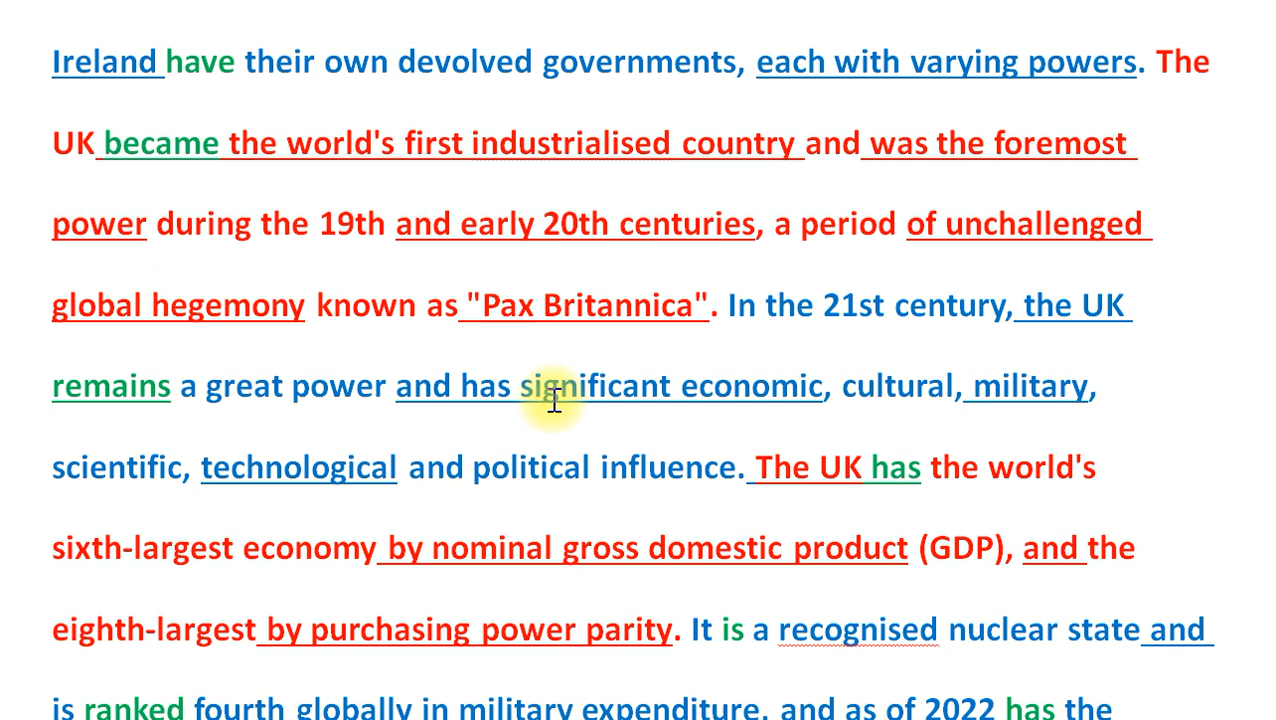 Ireland have their own devolved governments, each with varying powers. The
UK became the world's first industrialised country and was the foremost
power during the 19th and early 20th centuries, a period of unchallenged
global hegemony known as "Pax Britannica". In the 21st century, the UK
remains a great power and has significant economic, cultural, military,
scientific, technological and political influence. The UK has the world's
sixth-largest economy by nominal gross domestic product (GDP), and the
eighth-largest by purchasing power parity. It is a recognised nuclear state and
is ranked fourth globally in military expenditure, and as of 2022 has the